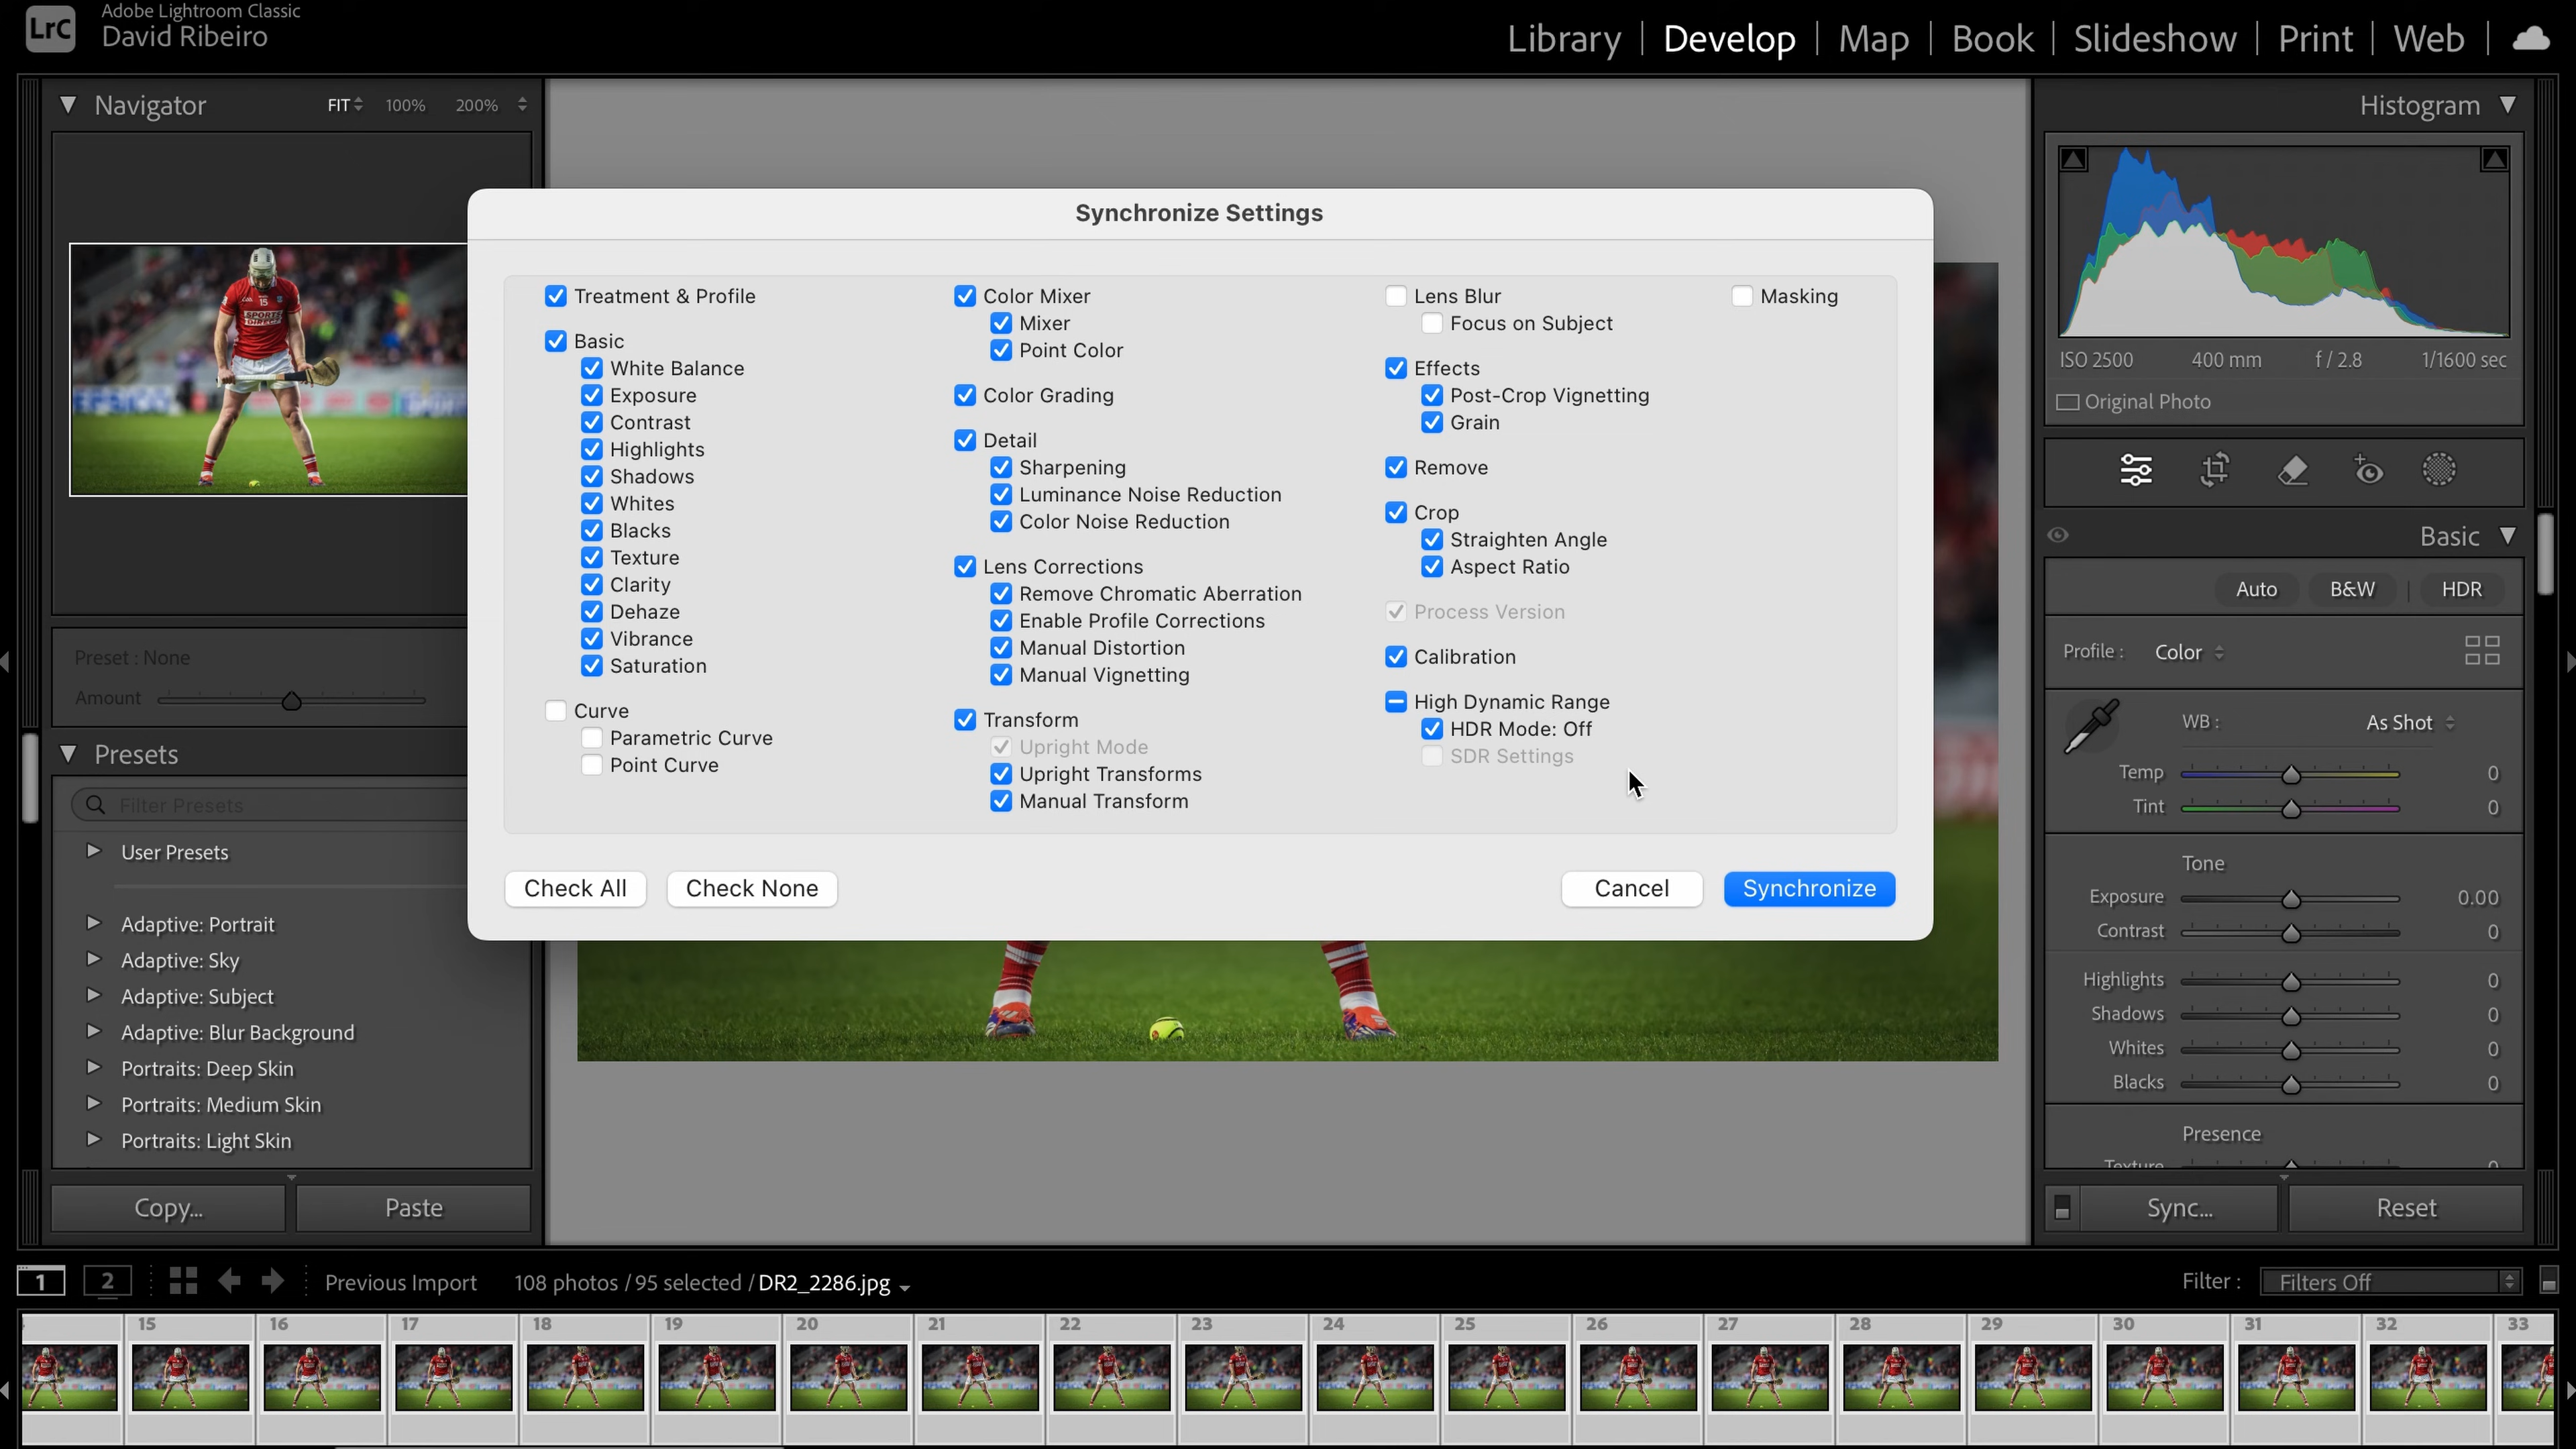 LrC
Adobe Lightroom Classic
David Ribeiro
Library | Develop | Map | Book | Slideshow | Print | Web
Navigator
FIT 100% 200%
Histogram
ISO 2500 400 mm f / 2.8 1/1600 sec
Original Photo
SPORTS
DIRECT
15
Synchronize Settings
Treatment & Profile
Basic
White Balance
Exposure
Contrast
Highlights
Shadows
Whites
Blacks
Texture
Clarity
Dehaze
Vibrance
Saturation
Curve
Parametric Curve
Point Curve
Color Mixer
Mixer
Point Color
Color Grading
Detail
Sharpening
Luminance Noise Reduction
Color Noise Reduction
Lens Corrections
Remove Chromatic Aberration
Enable Profile Corrections
Manual Distortion
Manual Vignetting
Transform
Upright Mode
Upright Transforms
Manual Transform
Lens Blur
Focus on Subject
Effects
Post-Crop Vignetting
Grain
Remove
Crop
Straighten Angle
Aspect Ratio
Process Version
Calibration
High Dynamic Range
HDR Mode: Off
SDR Settings
Masking
Check All
Check None
Cancel
Synchronize
Preset : None
Amount
Presets
Filter Presets
User Presets
Adaptive: Portrait
Adaptive: Sky
Adaptive: Subject
Adaptive: Blur Background
Portraits: Deep Skin
Portraits: Medium Skin
Portraits: Light Skin
Copy...
Paste
Basic
Auto B&W | HDR
Profile : Color
WB : As Shot
Temp 0
Tint 0
Tone
Exposure 0.00
Contrast 0
Highlights 0
Shadows 0
Whites 0
Blacks 0
Presence
Texture 0
Sync...
Reset
1 2 Previous Import 108 photos / 95 selected / DR2_2286.jpg
Filter : Filters Off
15 16 17 18 19 20 21 22 23 24 25 26 27 28 29 30 31 32 33